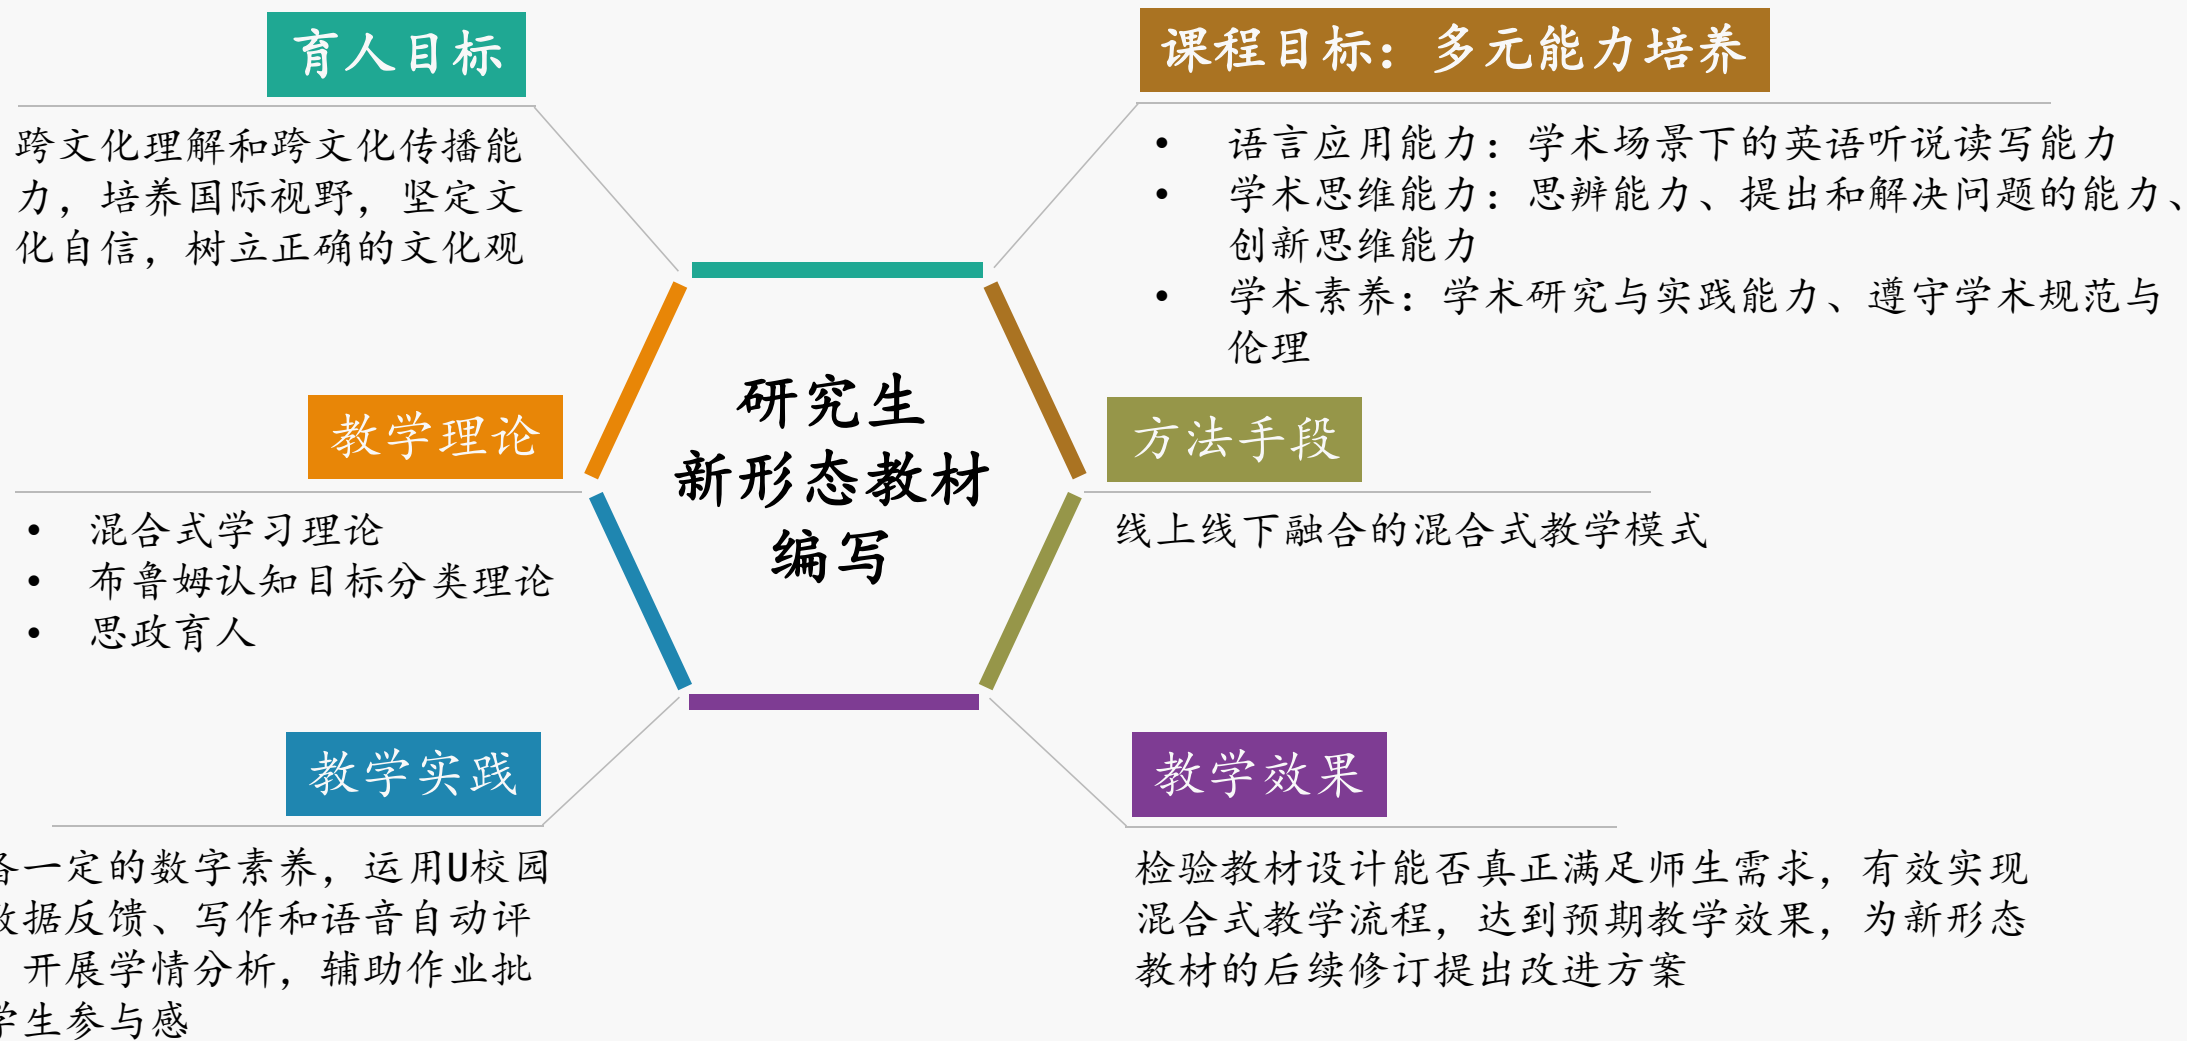 育人目标
跨文化理解和跨文化传播能
力，培养国际视野，坚定文
化自信，树立正确的文化观
课程目标：多元能力培养
• 语言应用能力：学术场景下的英语听说读写能力
• 学术思维能力：思辨能力、提出和解决问题的能力、
创新思维能力
• 学术素养：学术研究与实践能力、遵守学术规范与
伦理
教学理论
• 混合式学习理论
• 布鲁姆认知目标分类理论
• 思政育人
研究生
新形态教材
编写
方法手段
线上线下融合的混合式教学模式
教学实践
备一定的数字素养，运用U校园
数据反馈、写作和语音自动评
，开展学情分析，辅助作业批
学生参与感
教学效果
检验教材设计能否真正满足师生需求，有效实现
混合式教学流程，达到预期教学效果，为新形态
教材的后续修订提出改进方案